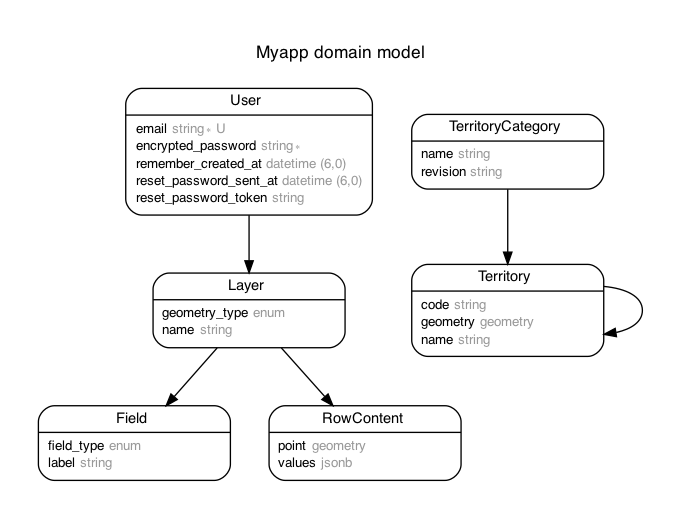 Myapp domain model
User
email string∗ U
encrypted_password string∗
remember_created_at datetime (6,0)
reset_password_sent_at datetime (6,0)
reset_password_token string
TerritoryCategory
name string
revision string
Layer
geometry_type enum
name string
Territory
code string
geometry geometry
name string
Field
field_type enum
label string
RowContent
point geometry
values jsonb